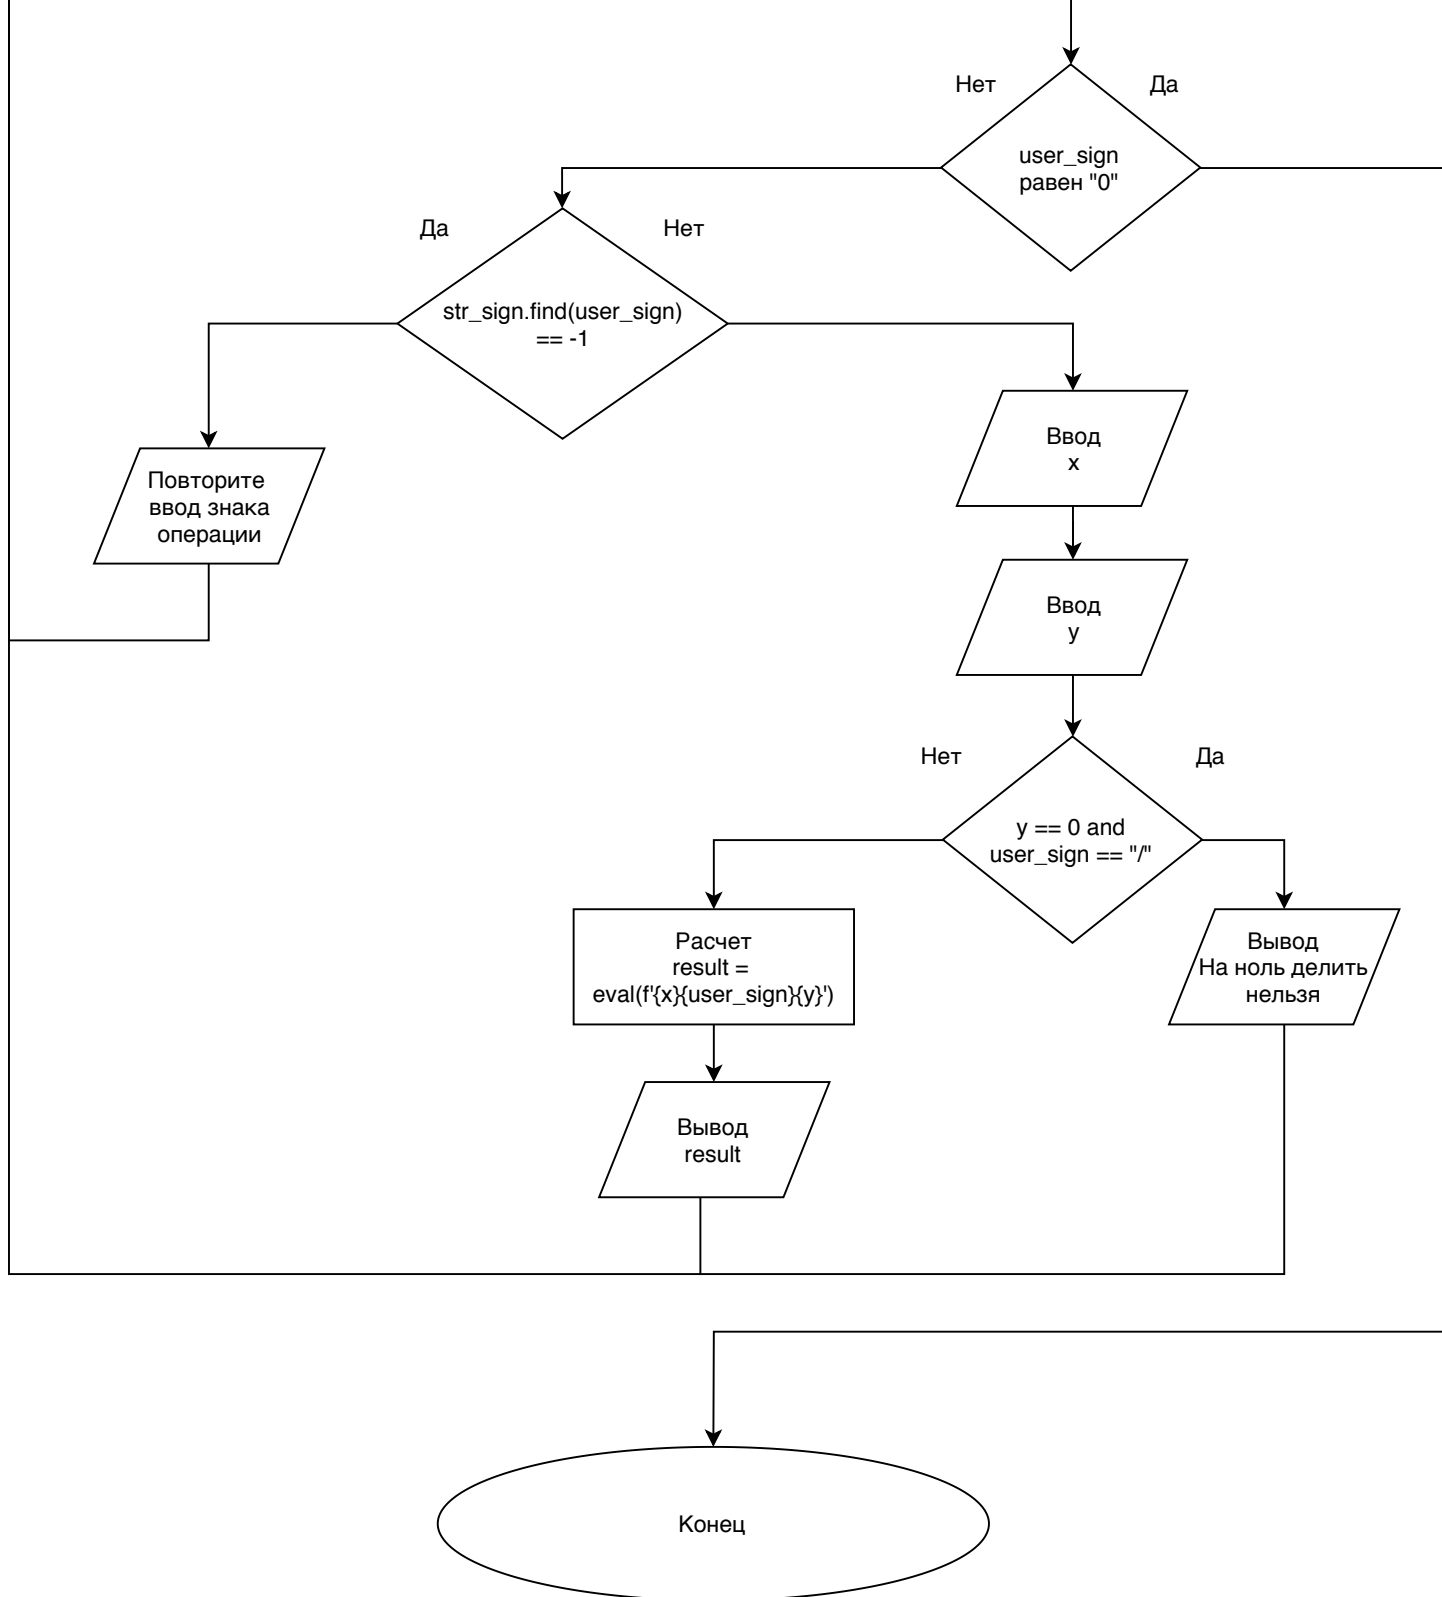 Нет
Да
user_sign
равен "0"
Да
Нет
str_sign.find(user_sign)
== -1
Ввод
x
Повторите
ввод знака
операции
Ввод
y
Нет
Да
y == 0 and
user_sign == "/"
Расчет
result =
eval(f'{x}{user_sign}{y}')
Вывод
На ноль делить
нельзя
Вывод
result
Конец